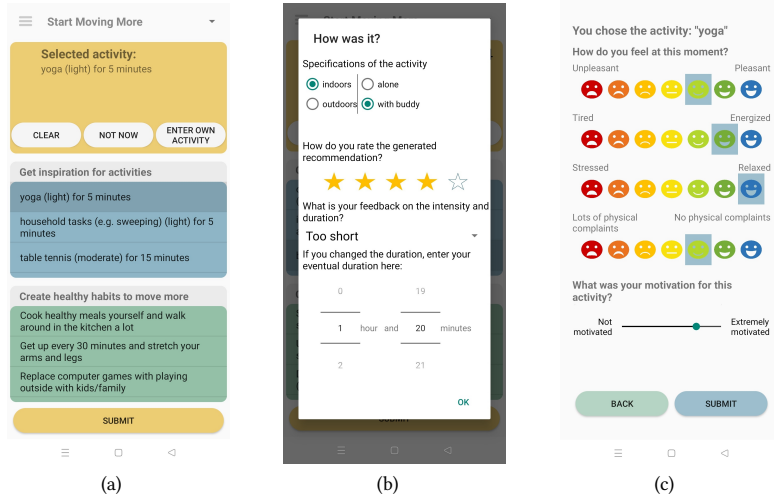 Start Moving More
Selected activity:
yoga (light) for 5 minutes
CLEAR
NOT NOW
ENTER OWN
ACTIVITY
Get inspiration for activities
yoga (light) for 5 minutes
household tasks (e.g. sweeping) (light) for 5
minutes
table tennis (moderate) for 15 minutes
Create healthy habits to move more
Cook healthy meals yourself and walk
around in the kitchen a lot
Get up every 30 minutes and stretch your
arms and legs
Replace computer games with playing
outside with kids/family
SUBMIT
(a)
Start Moving More
How was it?
Specifications of the activity
indoors
alone
outdoors
with buddy
How do you rate the generated
recommendation?
What is your feedback on the intensity and
duration?
Too short
If you changed the duration, enter your
eventual duration here:
0
19
1 hour and 20 minutes
2
21
OK
SUBMIT
(b)
You chose the activity: "yoga"
How do you feel at this moment?
Unpleasant
Pleasant
Tired
Energized
Stressed
Relaxed
Lots of physical
complaints
No physical complaints
What was your motivation for this
activity?
Not
motivated
Extremely
motivated
BACK
SUBMIT
(c)